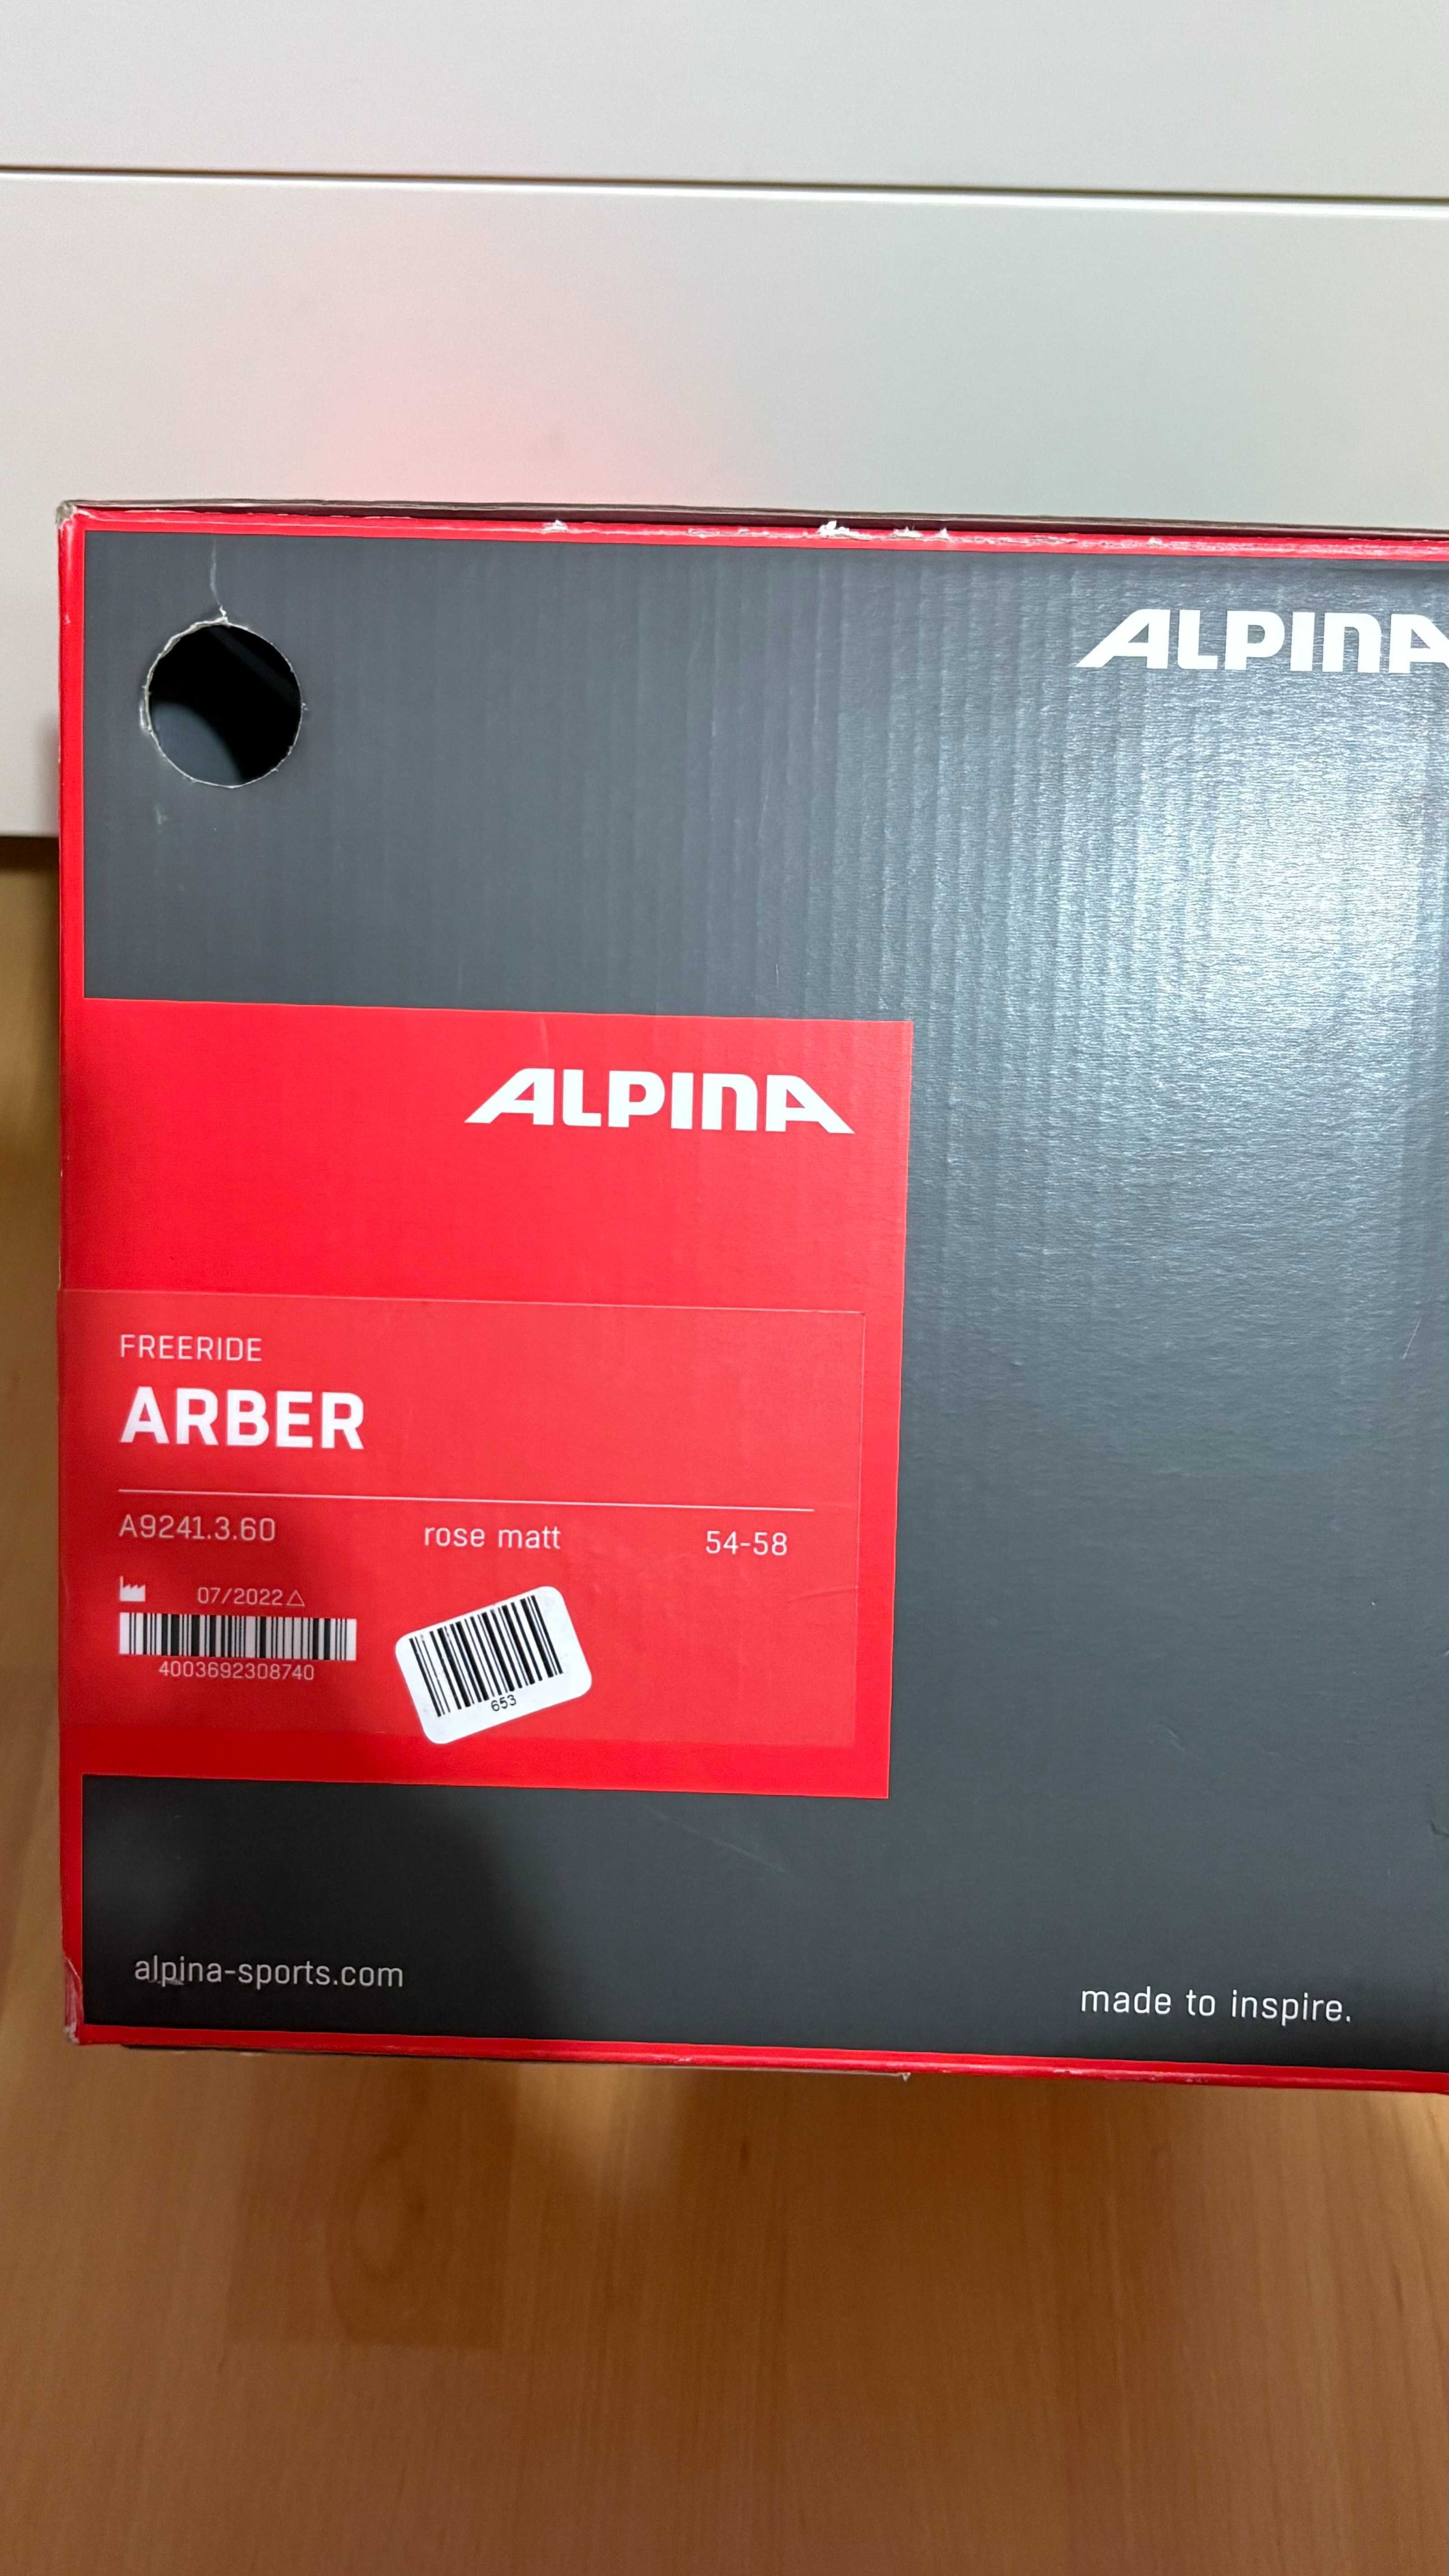 ALPINA
ALPINA
FREERIDE
ARBER
A9241.3.60 rose matt 54-58
07/2022
4003692308740
653
alpina-sports.com
made to inspire.